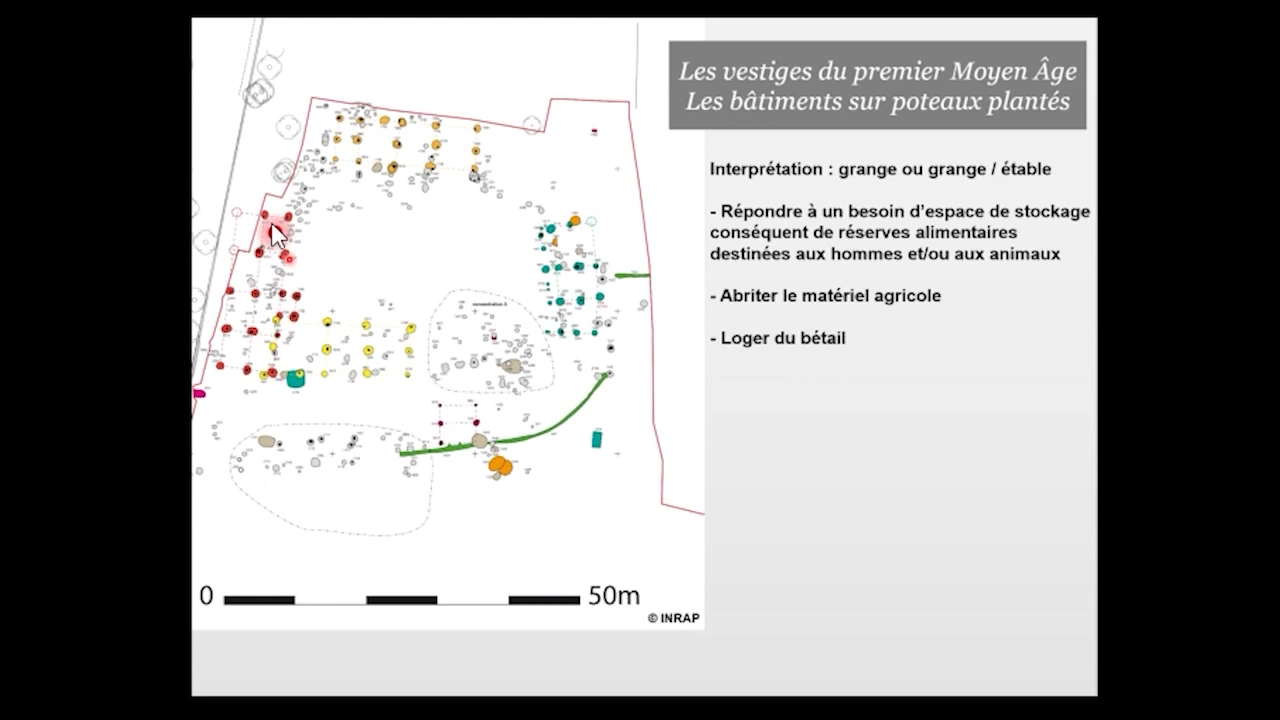 Les vestiges du premier Moyen Âge
Les bâtiments sur poteaux plantés
Interprétation : grange ou grange / étable
- Répondre à un besoin d'espace de stockage
conséquent de réserves alimentaires
destinées aux hommes et/ou aux animaux
- Abriter le matériel agricole
- Loger du bétail
0 50m
© INRAP